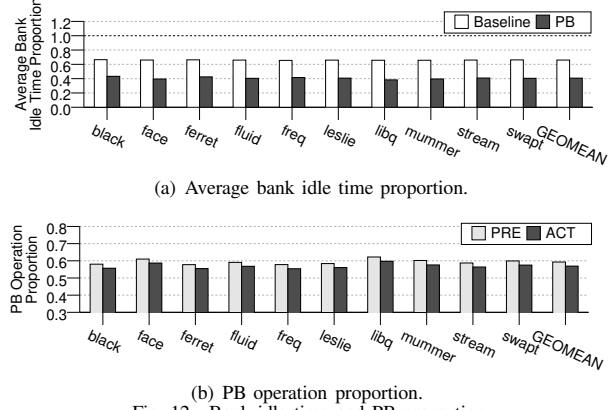 Average Bank
Idle Time Proportion
1.2
1.0
0.8
0.6
0.4
0.2
0.0
Baseline PB
black face ferret fluid freq leslie libq mummer stream swapt GEOMEAN
(a) Average bank idle time proportion.
PB Operation
Proportion
0.8
0.7
0.6
0.5
0.4
0.3
PRE ACT
black face ferret fluid freq leslie libq mummer stream swapt GEOMEAN
(b) PB operation proportion.